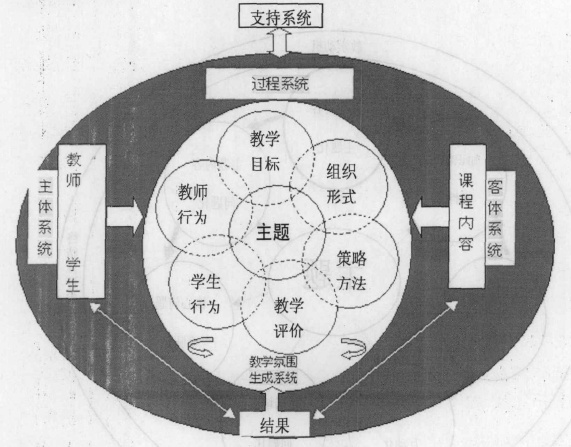 支持系统
过程系统
教学
目标
组织
形式
教师
行为
主题
策略
方法
学生
行为
教学
评价
主体系统
教师 学生
课程内容
客体系统
教学氛围
生成系统
结果